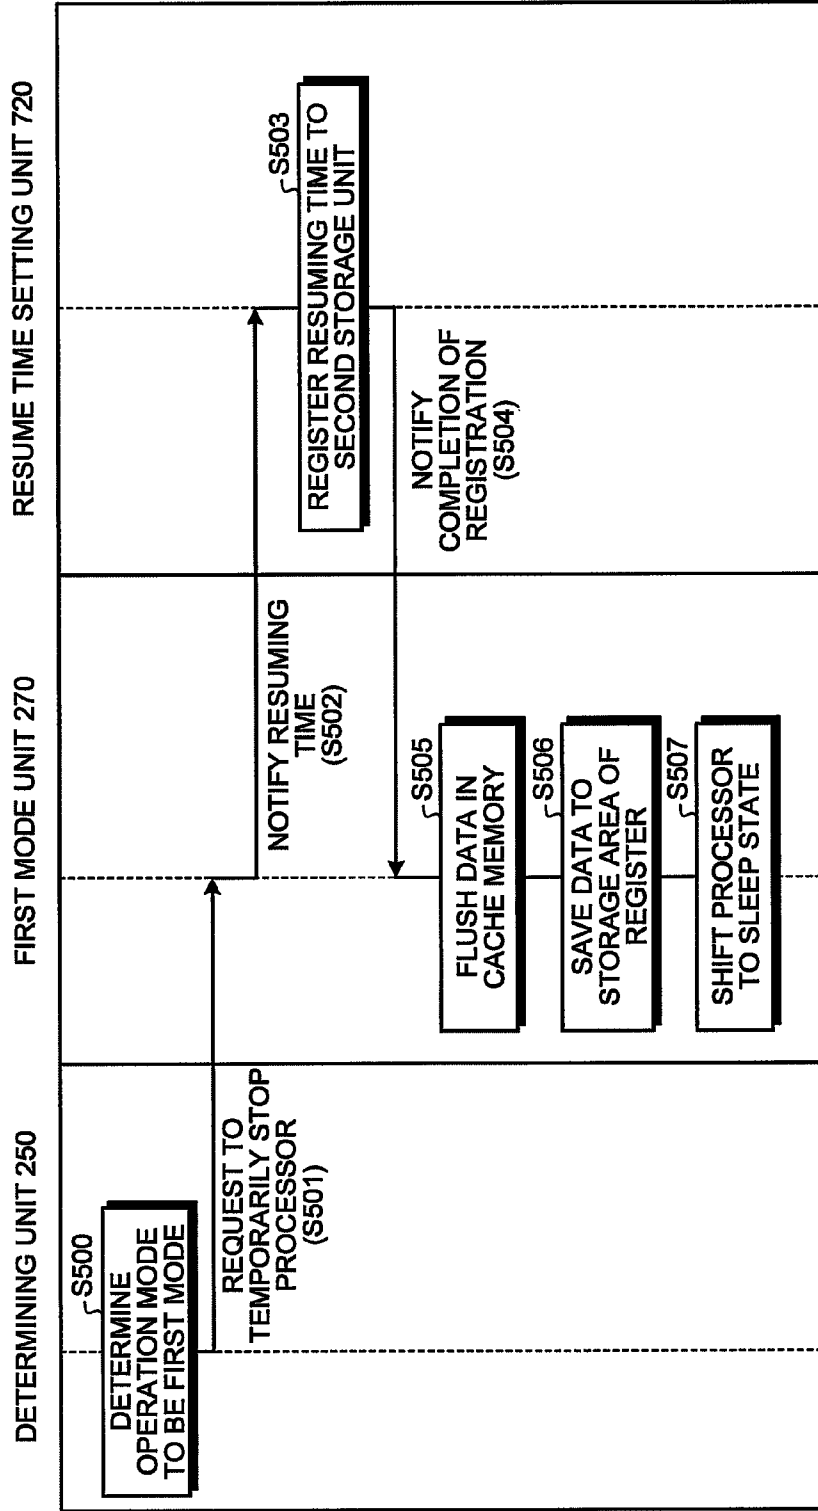 DETERMINING UNIT 250
FIRST MODE UNIT 270
RESUME TIME SETTING UNIT 720
S500
DETERMINE
OPERATION MODE
TO BE FIRST MODE
REQUEST TO
TEMPORARILY STOP
PROCESSOR
(S501)
NOTIFY RESUMING
TIME
(S502)
S503
REGISTER RESUMING TIME TO
SECOND STORAGE UNIT
NOTIFY
COMPLETION OF
REGISTRATION
(S504)
S505
FLUSH DATA IN
CACHE MEMORY
S506
SAVE DATA TO
STORAGE AREA OF
REGISTER
S507
SHIFT PROCESSOR
TO SLEEP STATE